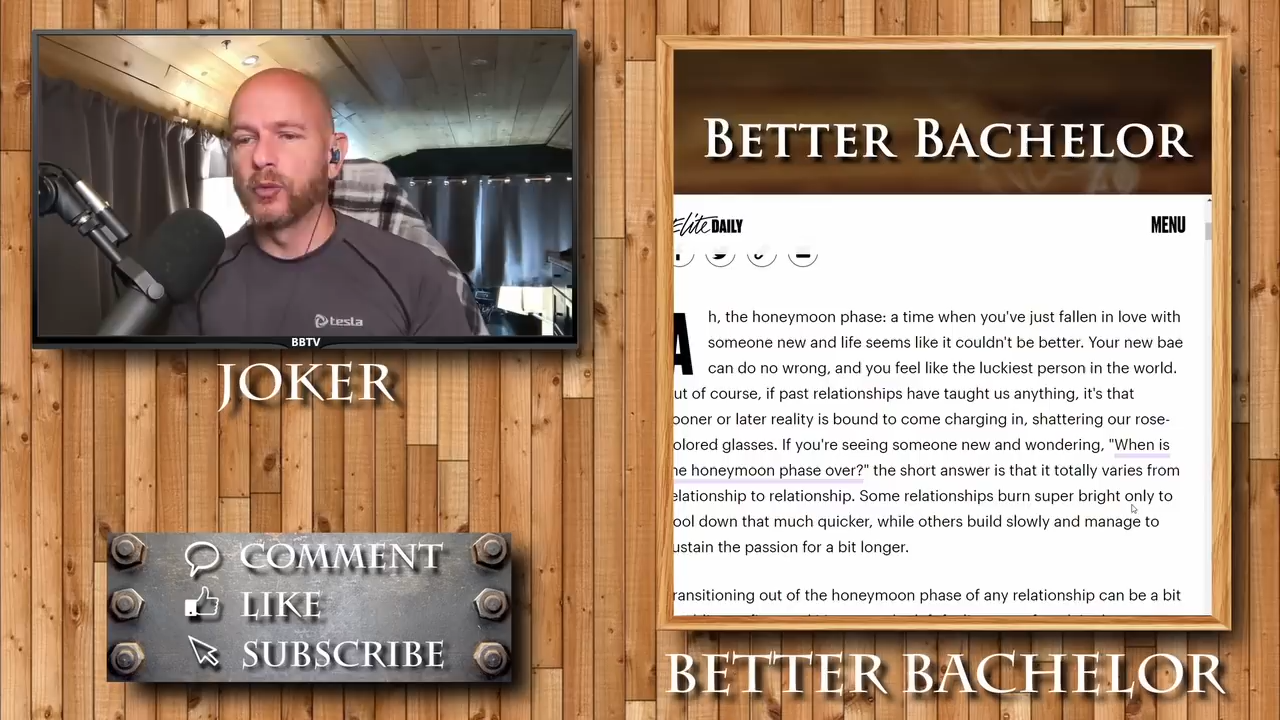 tesla
BBTV
JOKER
COMMENT
LIKE
SUBSCRIBE
BETTER BACHELOR
Elite DAILY
MENU
A
h, the honeymoon phase: a time when you've just fallen in love with
someone new and life seems like it couldn't be better. Your new bae
can do no wrong, and you feel like the luckiest person in the world.
ut of course, if past relationships have taught us anything, it's that
ooner or later reality is bound to come charging in, shattering our rose-
olored glasses. If you're seeing someone new and wondering, "When is
he honeymoon phase over?" the short answer is that it totally varies from
elationship to relationship. Some relationships burn super bright only to
ool down that much quicker, while others build slowly and manage to
ustain the passion for a bit longer.
ransitioning out of the honeymoon phase of any relationship can be a bit
BETTER BACHELOR